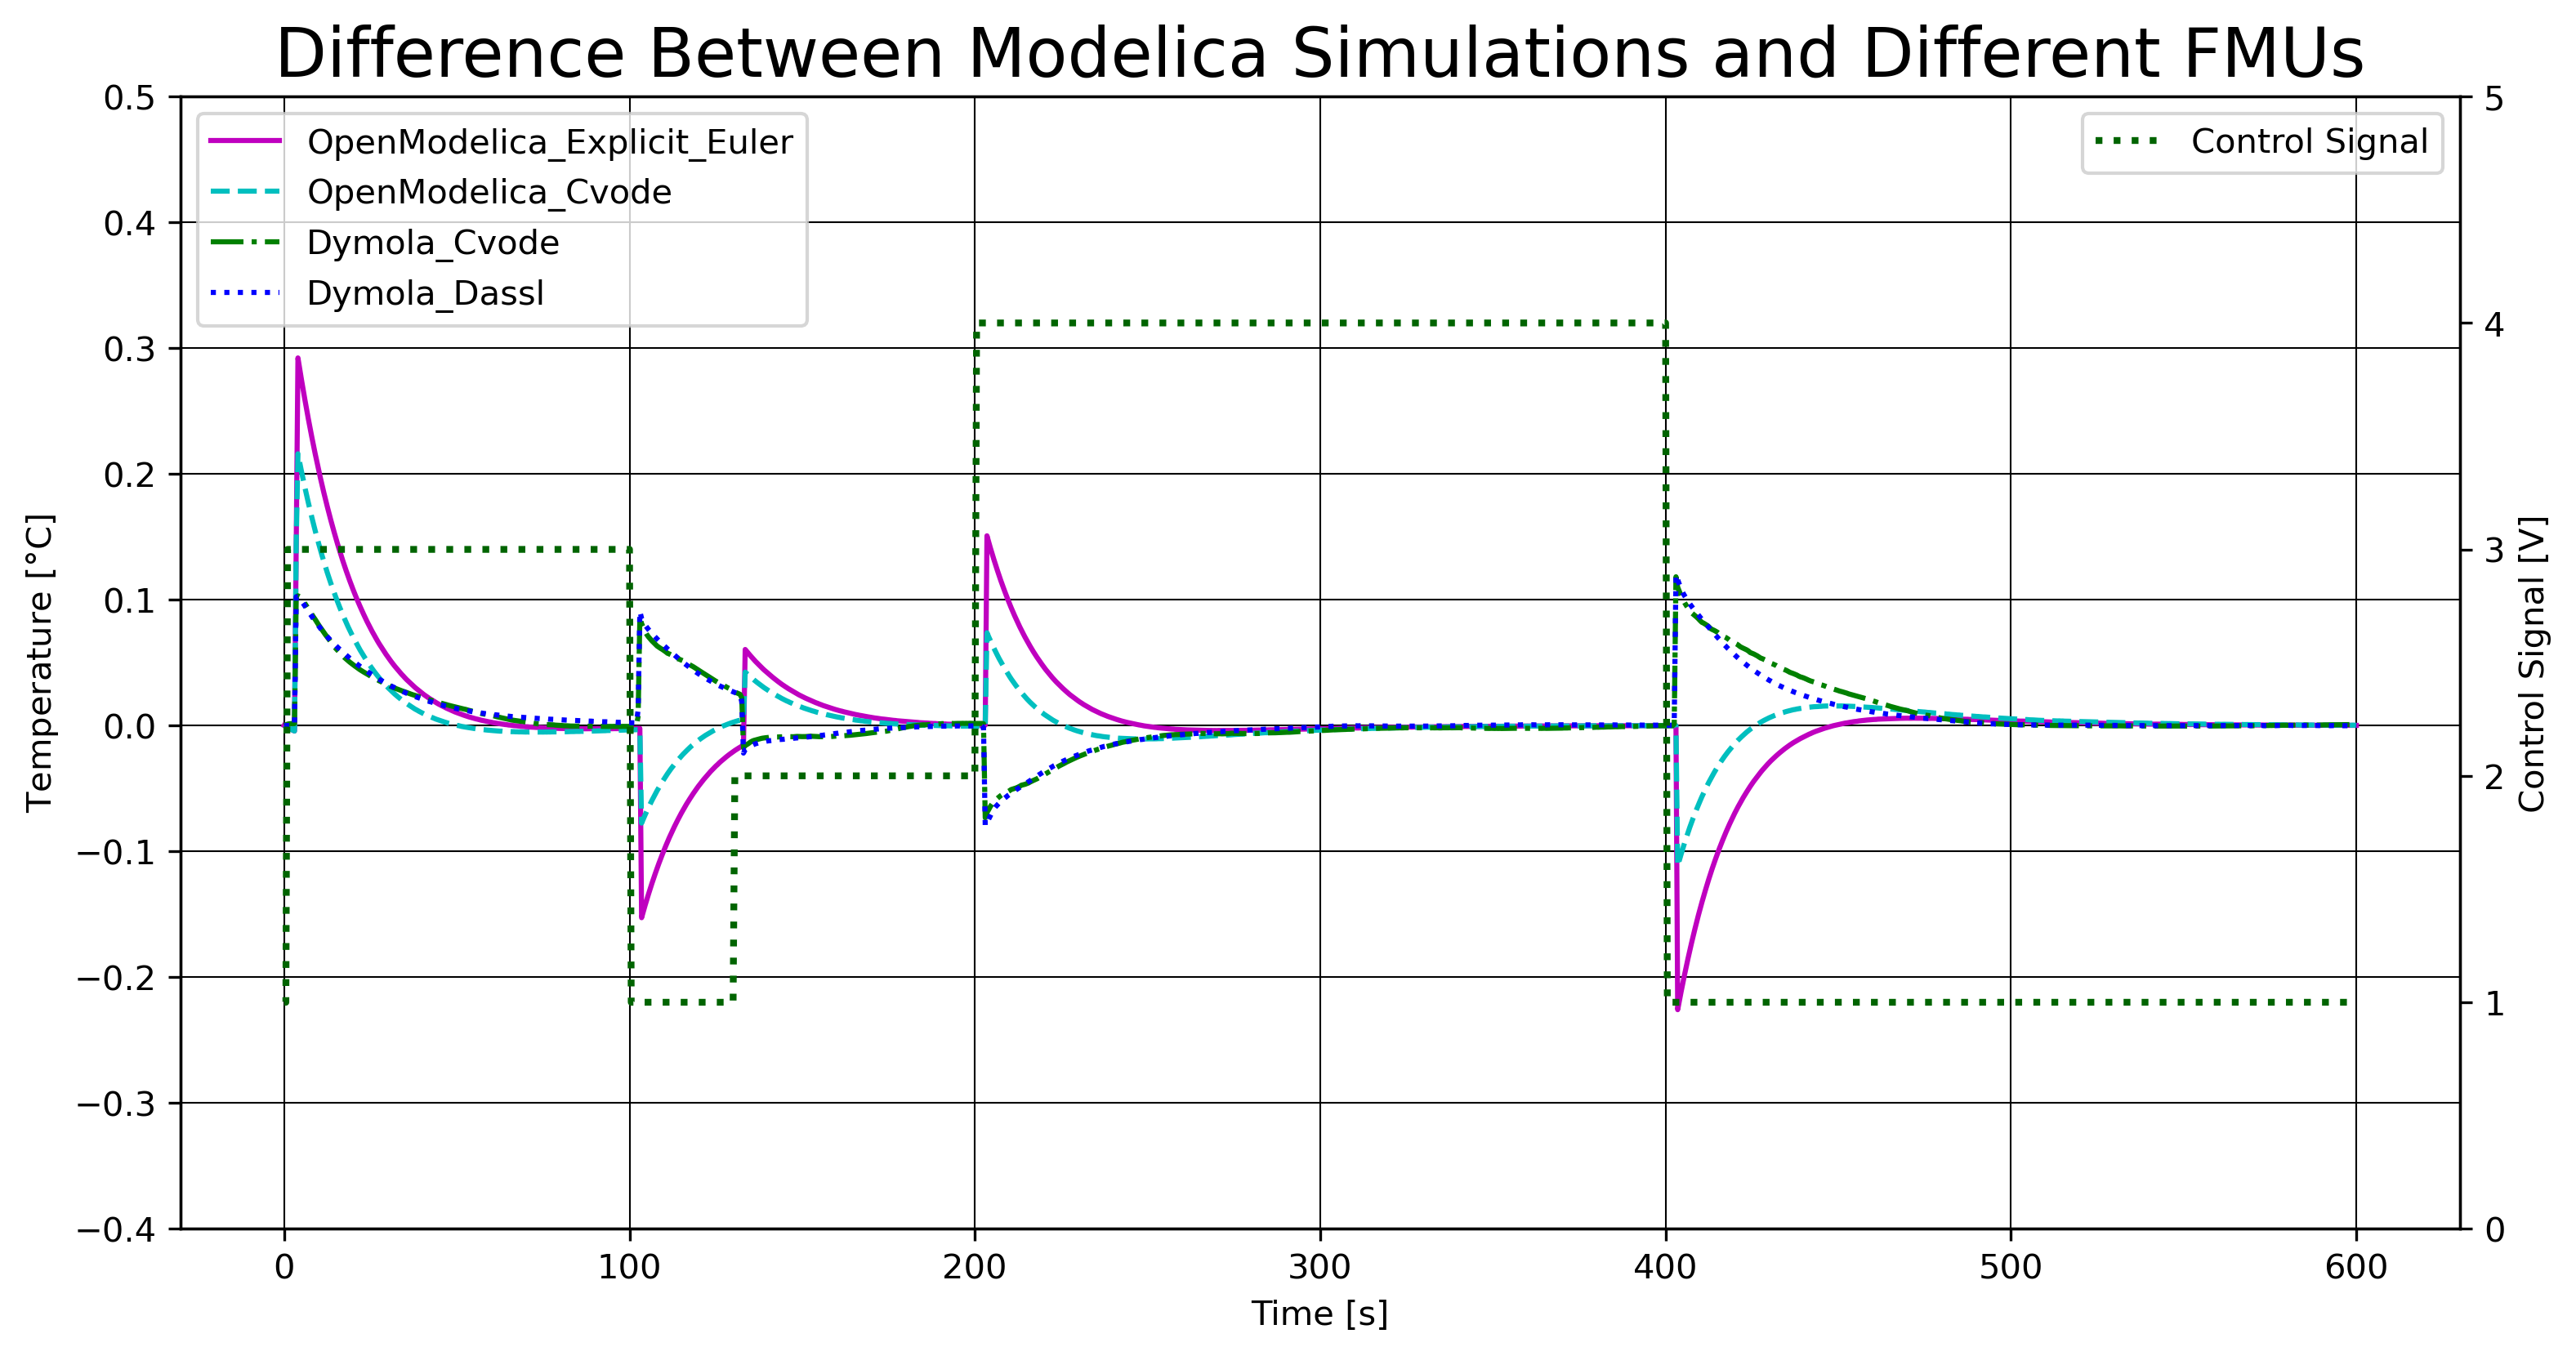 Difference Between Modelica Simulations and Different FMUs
OpenModelica_Explicit_Euler
OpenModelica_Cvode
Dymola_Cvode
Dymola_Dassl
Control Signal
0.5
0.4
0.3
0.2
0.1
0.0
−0.1
−0.2
−0.3
−0.4
Temperature [°C]
5
4
3
2
1
0
Control Signal [V]
0 100 200 300 400 500 600
Time [s]